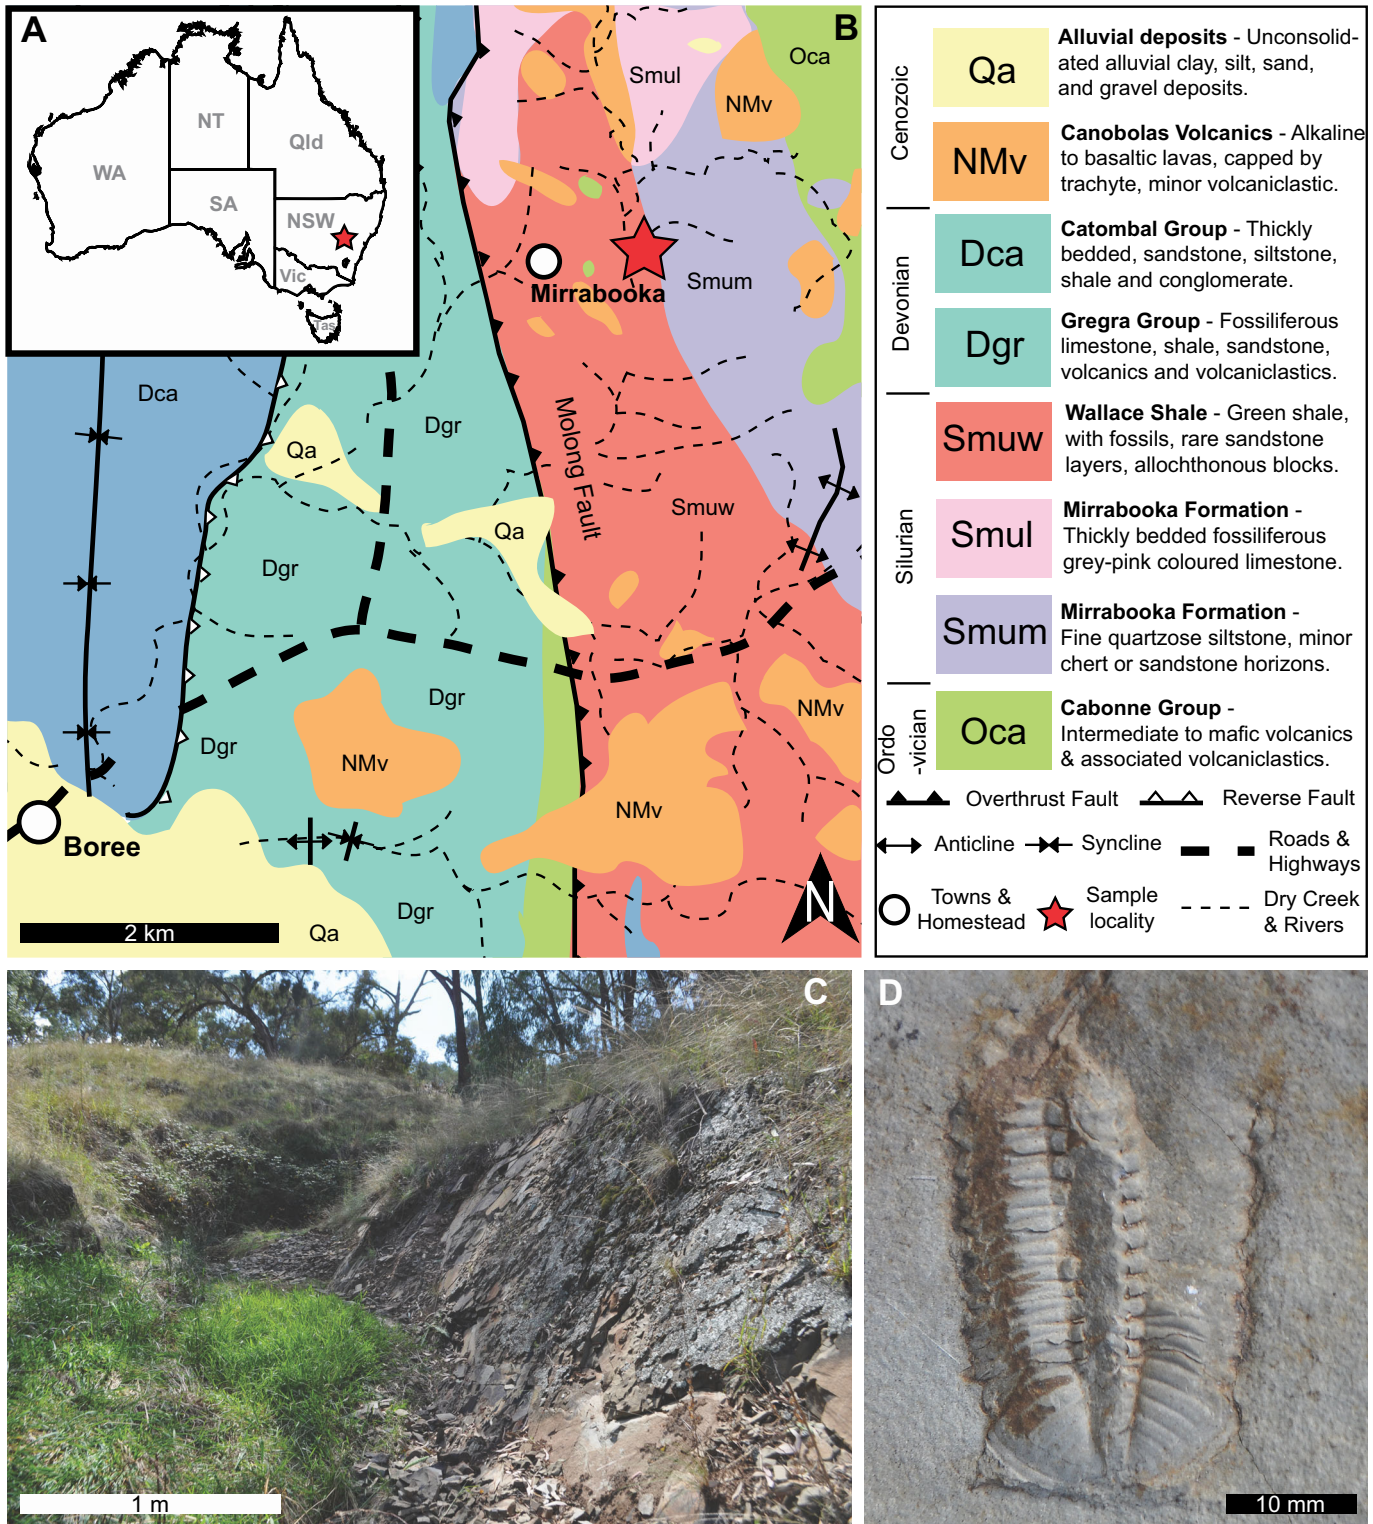 A
WA
NT
Qld
SA
NSW
Vic
Tas
B
Smul
Oca
NMv
Mirrabooka
Smum
Dca
Dgr
Qa
Molong Fault
Qa
Smuw
Dgr
Dgr
Dgr
NMv
NMv
NMv
Boree
Dgr
Qa
2 km
N
Cenozoic
Devonian
Silurian
Ordo
-vician
Qa
Alluvial deposits - Unconsolid-
ated alluvial clay, silt, sand,
and gravel deposits.
NMv
Canobolas Volcanics - Alkaline
to basaltic lavas, capped by
trachyte, minor volcaniclastic.
Dca
Catombal Group - Thickly
bedded, sandstone, siltstone,
shale and conglomerate.
Dgr
Gregra Group - Fossiliferous
limestone, shale, sandstone,
volcanics and volcaniclastics.
Smuw
Wallace Shale - Green shale,
with fossils, rare sandstone
layers, allochthonous blocks.
Smul
Mirrabooka Formation -
Thickly bedded fossiliferous
grey-pink coloured limestone.
Smum
Mirrabooka Formation -
Fine quartzose siltstone, minor
chert or sandstone horizons.
Oca
Cabonne Group -
Intermediate to mafic volcanics
& associated volcaniclastics.
Overthrust Fault
Reverse Fault
Anticline
Syncline
Roads &
Highways
Towns &
Homestead
Sample
locality
Dry Creek
& Rivers
C
1 m
D
10 mm